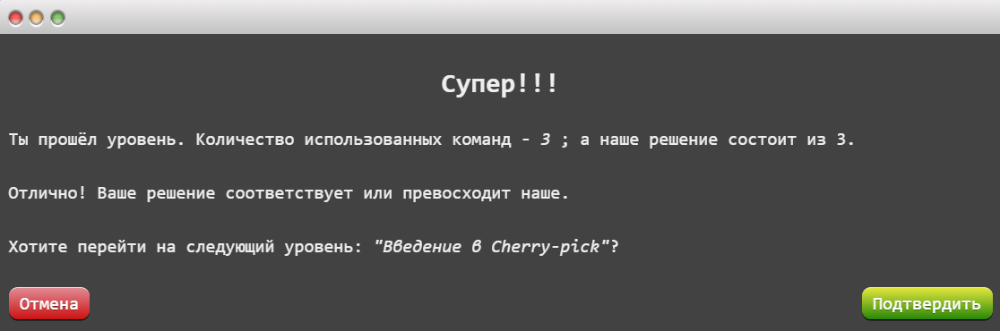 Супер!!!
Ты прошёл уровень. Количество использованных команд - 3 ; а наше решение состоит из 3.
Отлично! Ваше решение соответствует или превосходит наше.
Хотите перейти на следующий уровень: "Введение в Cherry-pick"?
Отмена
Подтвердить